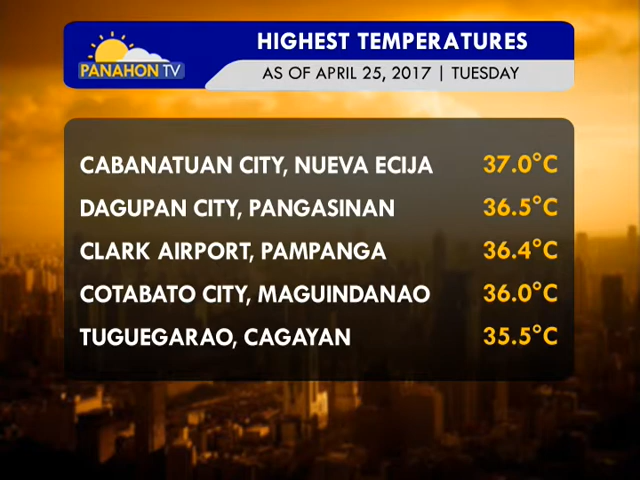 PANAHON TV
HIGHEST TEMPERATURES
AS OF APRIL 25, 2017 | TUESDAY
CABANATUAN CITY, NUEVA ECIJA 37.0°C
DAGUPAN CITY, PANGASINAN 36.5°C
CLARK AIRPORT, PAMPANGA 36.4°C
COTABATO CITY, MAGUINDANAO 36.0°C
TUGUEGARAO, CAGAYAN 35.5°C